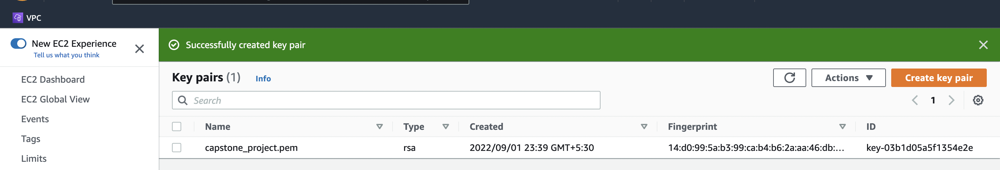 VPC
New EC2 Experience
Tell us what you think
EC2 Dashboard
EC2 Global View
Events
Tags
Limits
Successfully created key pair
Key pairs (1) Info
Actions
Create key pair
Search
1
Name Type Created Fingerprint ID
capstone_project.pem rsa 2022/09/01 23:39 GMT+5:30 14:d0:99:5a:b3:99:ca:b4:b6:2a:aa:46:db:... key-03b1d05a5f1354e2e